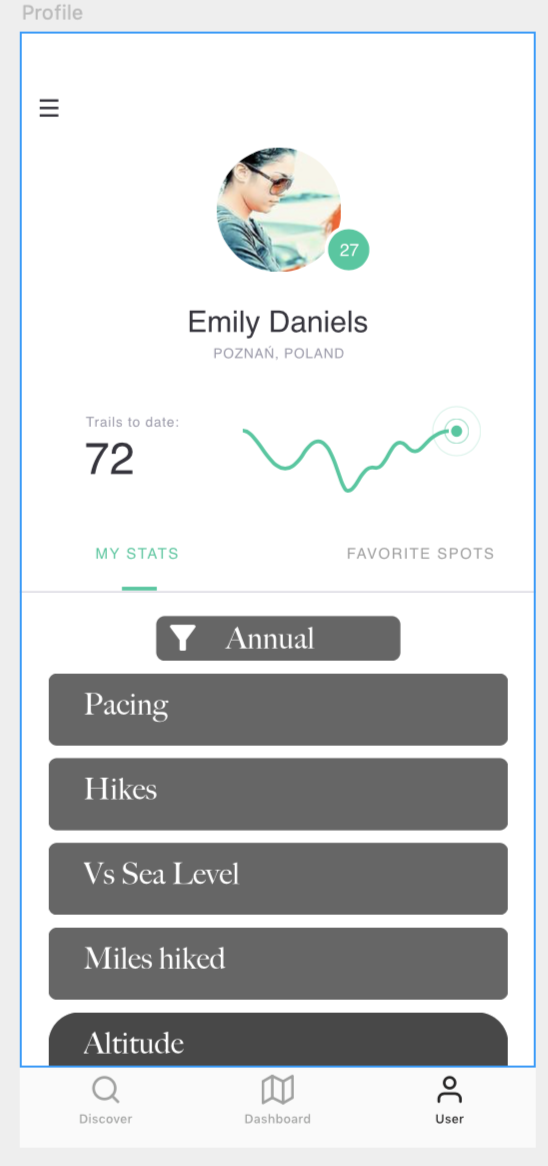 Profile
27
Emily Daniels
POZNAŃ, POLAND
Trails to date:
72
MY STATS
FAVORITE SPOTS
Annual
Pacing
Hikes
Vs Sea Level
Miles hiked
Altitude
Discover
Dashboard
User